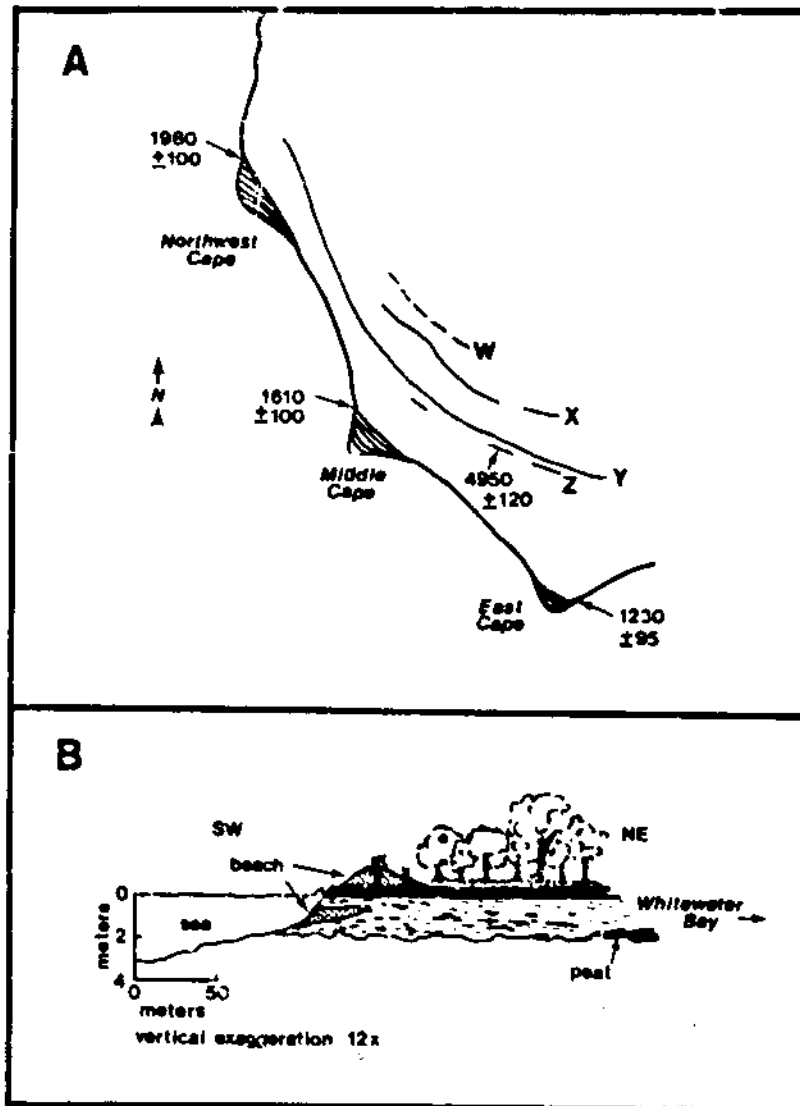 A
1980
±100
Northwest
Cape
W
N
1610
±100
X
Middle
Cape
4950
±120
Z
Y
East
Cape
1230
±95
B
SW
NE
beach
0
sea
Whitewater
Bay
meters
2
peat
4
0
50
meters
vertical exaggeration 12x